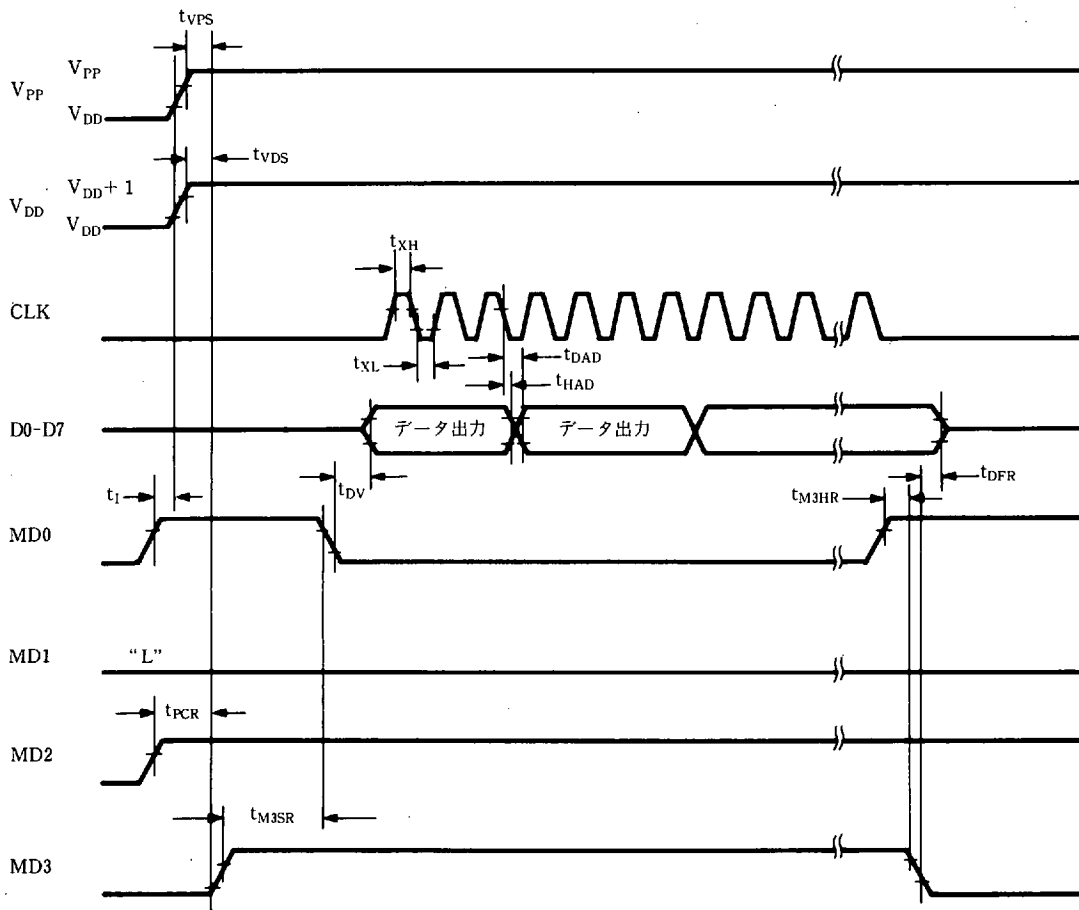 tVPS
VPP
VPP
VDD
tVDS
VDD+1
VDD
VDD
tXH
CLK
tXL
tDAD
tHAD
D0-D7
データ出力
データ出力
tI
tDV
tM3HR
tDFR
MD0
MD1
“L”
tPCR
MD2
tM3SR
MD3